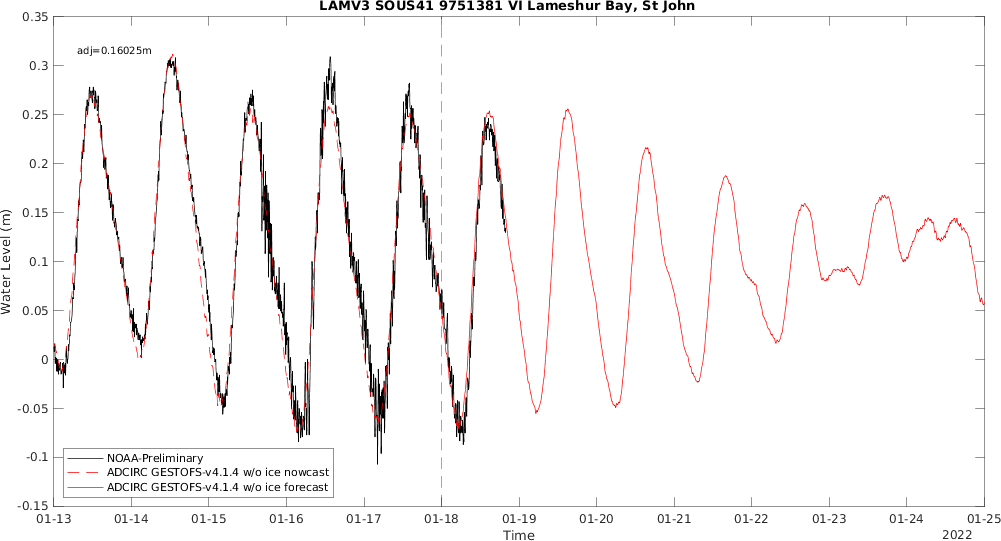 LAMV3 SOUS41 9751381 VI Lameshur Bay, St John
adj=0.16025m
0.35
0.3
0.25
0.2
0.15
0.1
0.05
0
-0.05
-0.1
-0.15
Water Level (m)
NOAA-Preliminary
ADCIRC GESTOFS-v4.1.4 w/o ice nowcast
ADCIRC GESTOFS-v4.1.4 w/o ice forecast
01-13 01-14 01-15 01-16 01-17 01-18 01-19 01-20 01-21 01-22 01-23 01-24 01-25
Time
2022